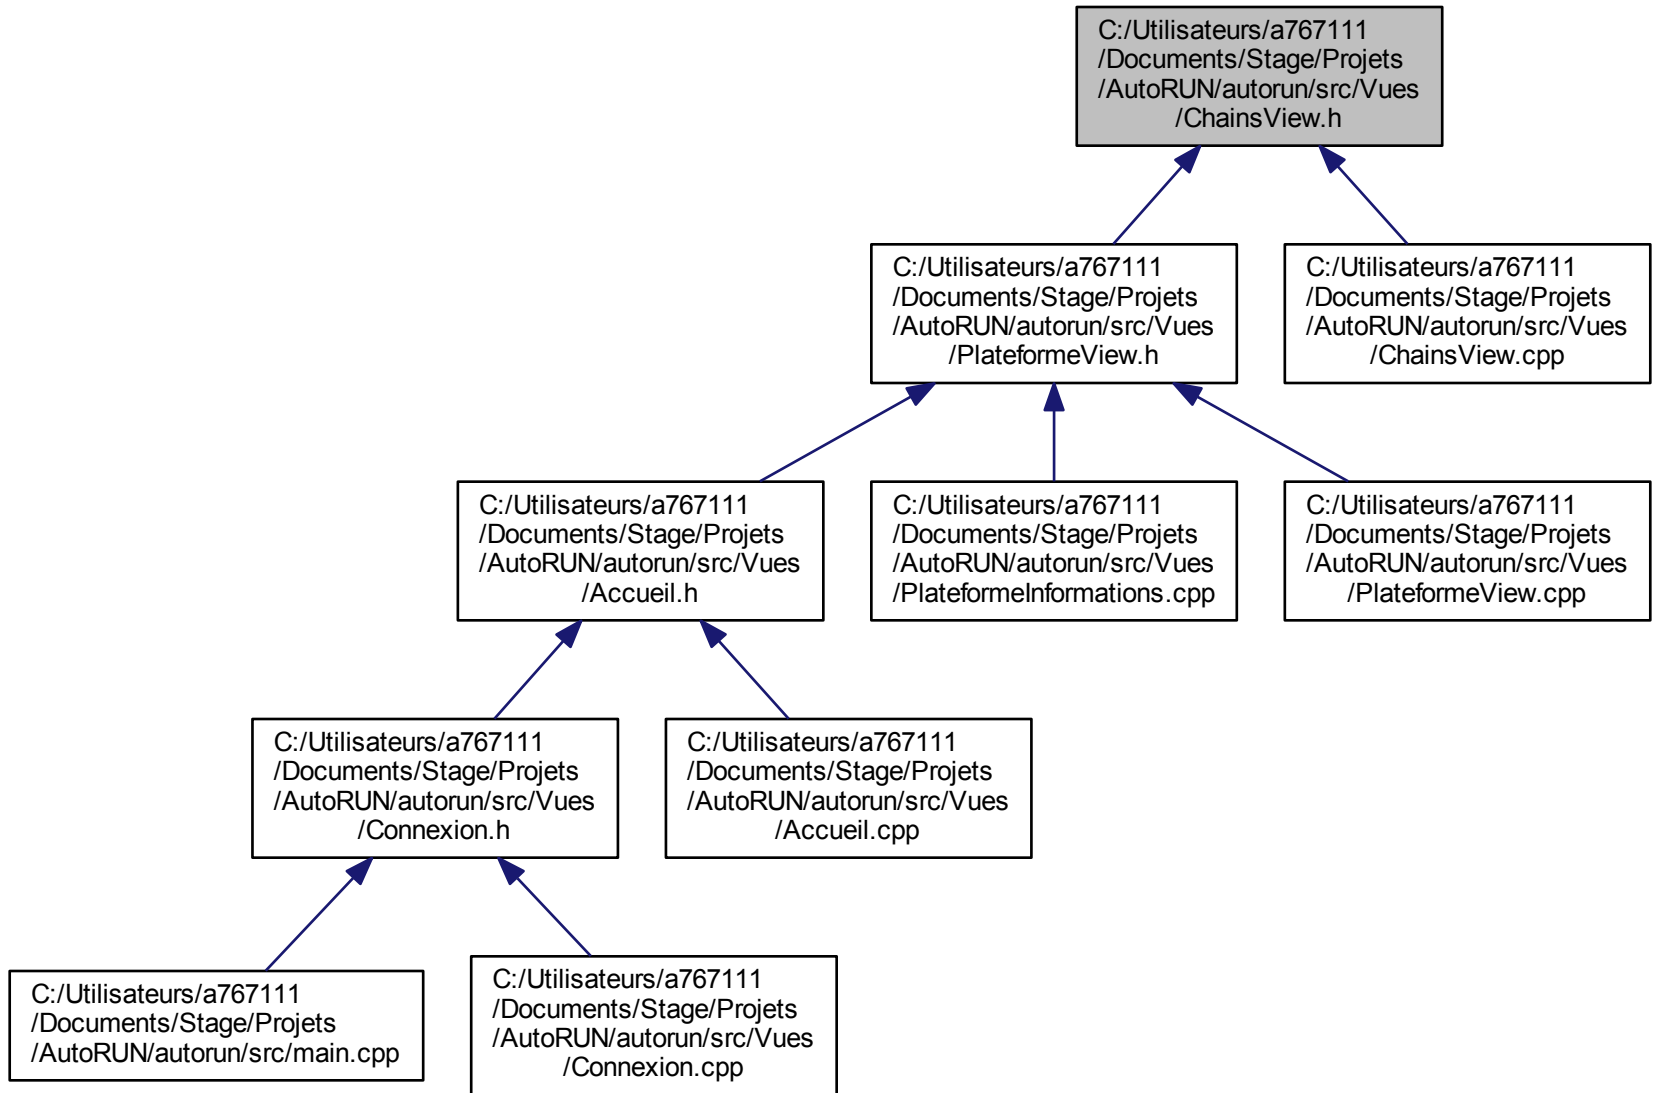 C:/Utilisateurs/a767111
/Documents/Stage/Projets
/AutoRUN/autorun/src/Vues
/ChainsView.h
C:/Utilisateurs/a767111
/Documents/Stage/Projets
/AutoRUN/autorun/src/Vues
/PlateformeView.h
C:/Utilisateurs/a767111
/Documents/Stage/Projets
/AutoRUN/autorun/src/Vues
/ChainsView.cpp
C:/Utilisateurs/a767111
/Documents/Stage/Projets
/AutoRUN/autorun/src/Vues
/Accueil.h
C:/Utilisateurs/a767111
/Documents/Stage/Projets
/AutoRUN/autorun/src/Vues
/PlateformeInformations.cpp
C:/Utilisateurs/a767111
/Documents/Stage/Projets
/AutoRUN/autorun/src/Vues
/PlateformeView.cpp
C:/Utilisateurs/a767111
/Documents/Stage/Projets
/AutoRUN/autorun/src/Vues
/Connexion.h
C:/Utilisateurs/a767111
/Documents/Stage/Projets
/AutoRUN/autorun/src/Vues
/Accueil.cpp
C:/Utilisateurs/a767111
/Documents/Stage/Projets
/AutoRUN/autorun/src/main.cpp
C:/Utilisateurs/a767111
/Documents/Stage/Projets
/AutoRUN/autorun/src/Vues
/Connexion.cpp